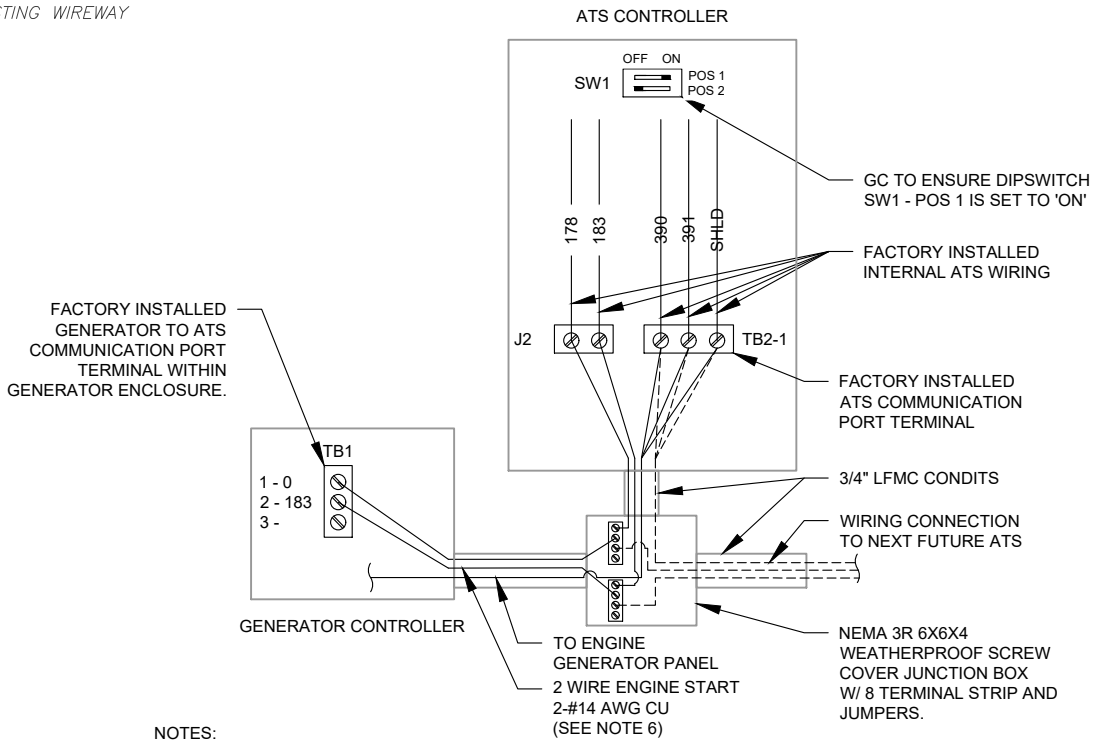 STING WIREWAY
ATS CONTROLLER
OFF ON
SW1
POS 1
POS 2
GC TO ENSURE DIPSWITCH
SW1 - POS 1 IS SET TO 'ON'
178
183
390
391
SHLD
FACTORY INSTALLED
INTERNAL ATS WIRING
FACTORY INSTALLED
GENERATOR TO ATS
COMMUNICATION PORT
TERMINAL WITHIN
GENERATOR ENCLOSURE.
J2
TB2-1
FACTORY INSTALLED
ATS COMMUNICATION
PORT TERMINAL
TB1
1 - 0
2 - 183
3 -
3/4" LFMC CONDITS
WIRING CONNECTION
TO NEXT FUTURE ATS
GENERATOR CONTROLLER
TO ENGINE
GENERATOR PANEL
2 WIRE ENGINE START
2-#14 AWG CU
(SEE NOTE 6)
NEMA 3R 6X6X4
WEATHERPROOF SCREW
COVER JUNCTION BOX
W/ 8 TERMINAL STRIP AND
JUMPERS.
NOTES: